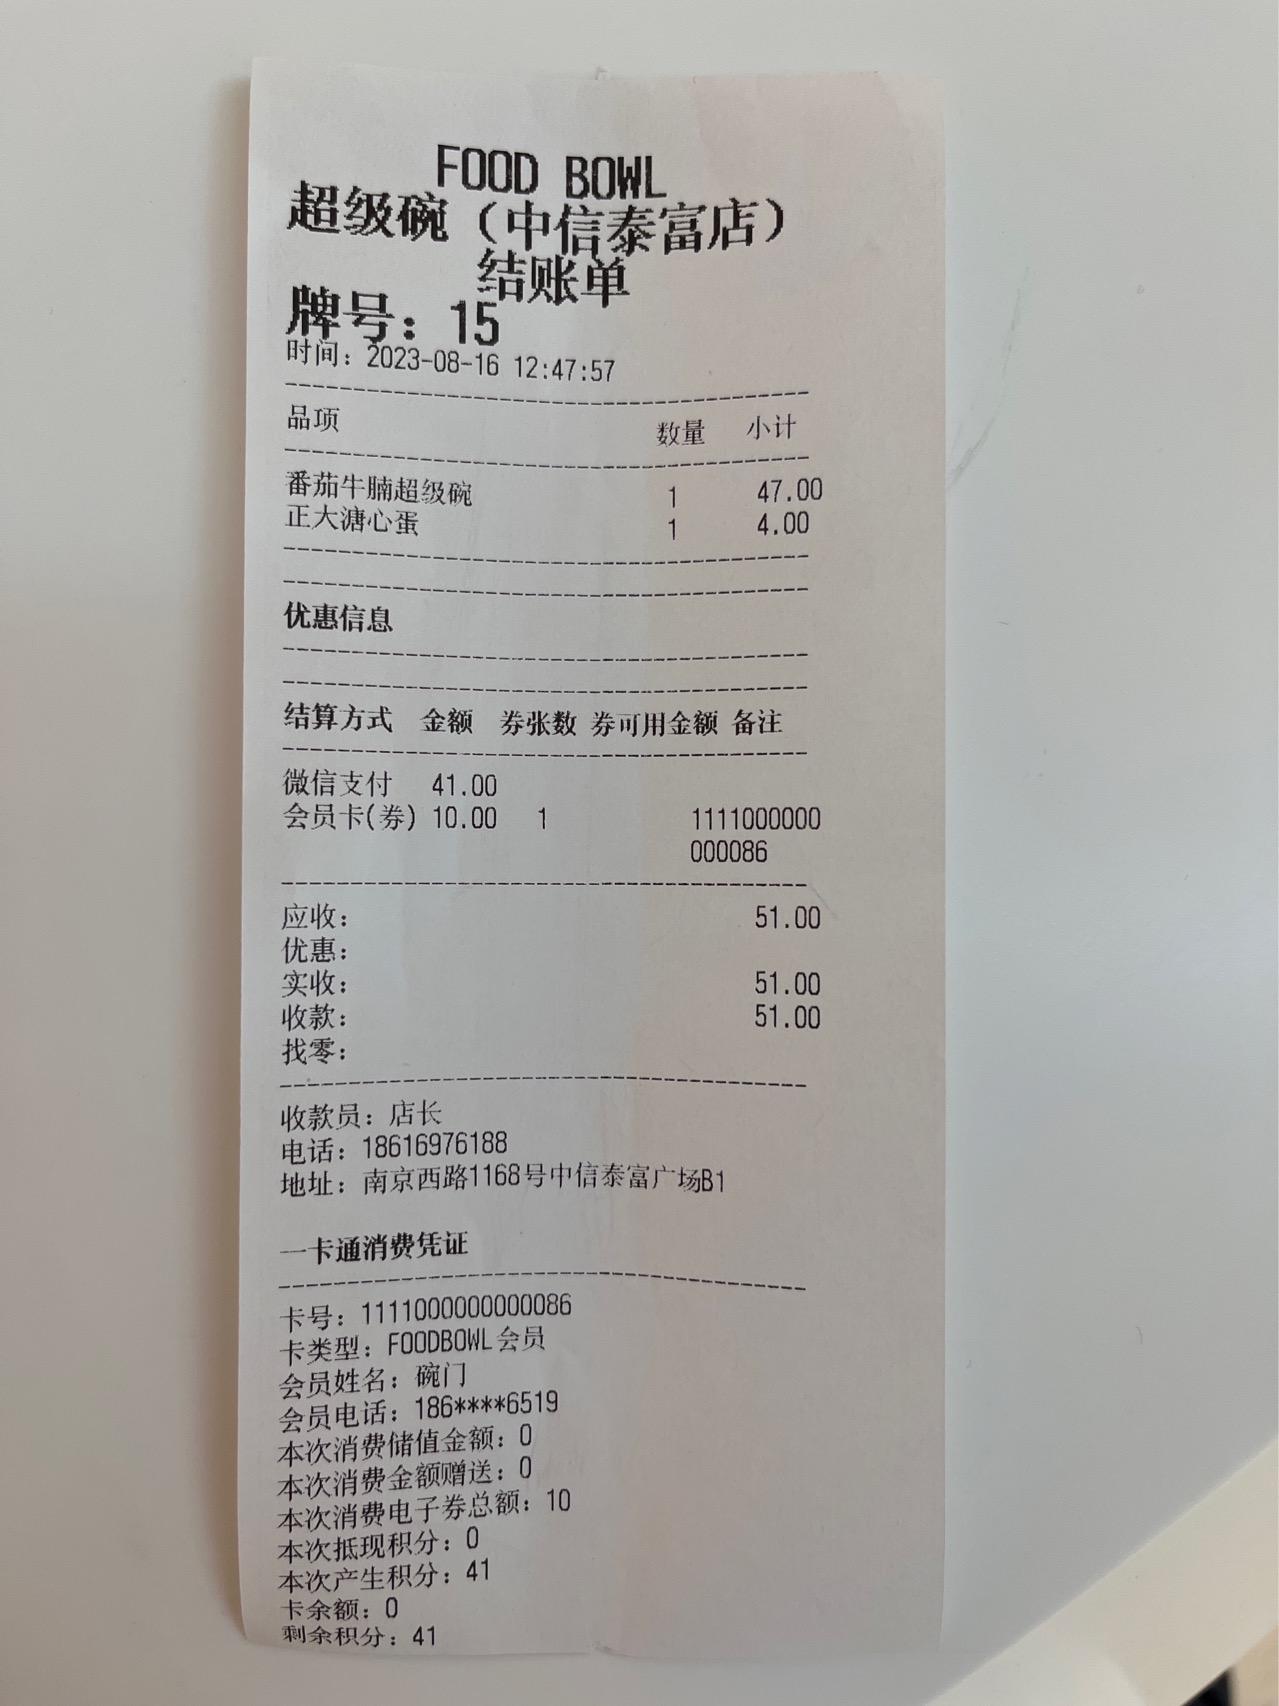 FOOD BOWL
超级碗（中信泰富店）
结账单
牌号：15
时间：2023-08-16 12:47:57
品项 数量 小计
番茄牛腩超级碗 1 47.00
正大溏心蛋 1 4.00
优惠信息
结算方式 金额 券张数 券可用金额 备注
微信支付 41.00
会员卡(券) 10.00 1 1111000000
000086
应收： 51.00
优惠：
实收： 51.00
收款： 51.00
找零：
收款员：店长
电话：18616976188
地址：南京西路1168号中信泰富广场B1
一卡通消费凭证
卡号：1111000000000086
卡类型：FOODBOWL会员
会员姓名：碗门
会员电话：186****6519
本次消费储值金额：0
本次消费金额赠送：0
本次消费电子券总额：10
本次抵现积分：0
本次产生积分：41
卡余额：0
剩余积分：41